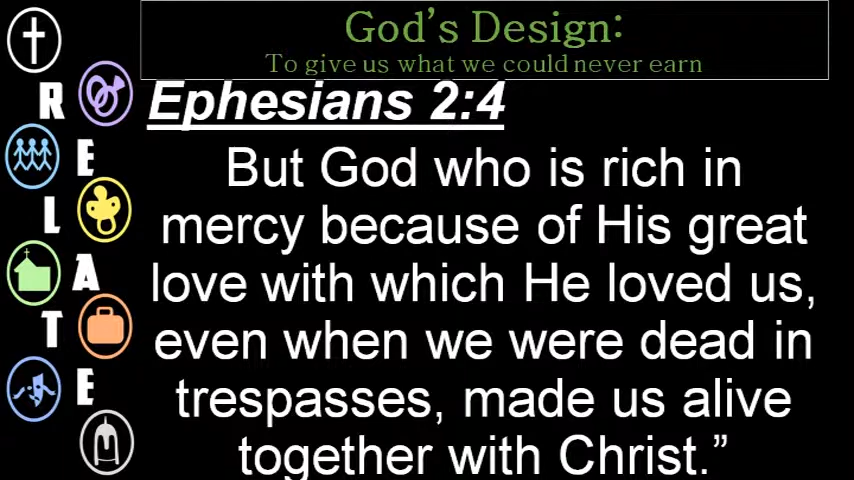 God's Design:
To give us what we could never earn
RELATE
Ephesians 2:4
But God who is rich in
mercy because of His great
love with which He loved us,
even when we were dead in
trespasses, made us alive
together with Christ.”